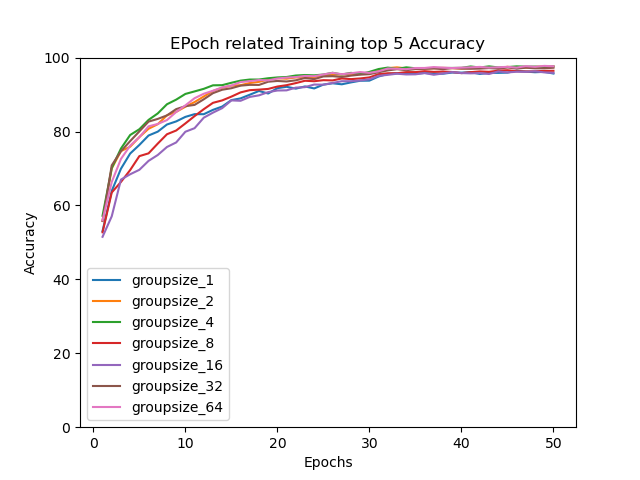 EPoch related Training top 5 Accuracy
100
80
60
40
20
0
Accuracy
groupsize_1
groupsize_2
groupsize_4
groupsize_8
groupsize_16
groupsize_32
groupsize_64
0 10 20 30 40 50
Epochs